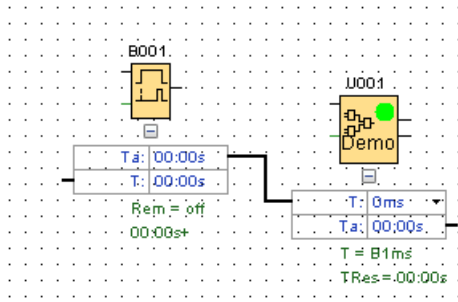 B001
U001
Demo
Ta: 00:00s
T: 00:00s
Rem = off
00:00s+
T: 0ms
Ta: 00:00s
T = B1ms
TRes=00:00s